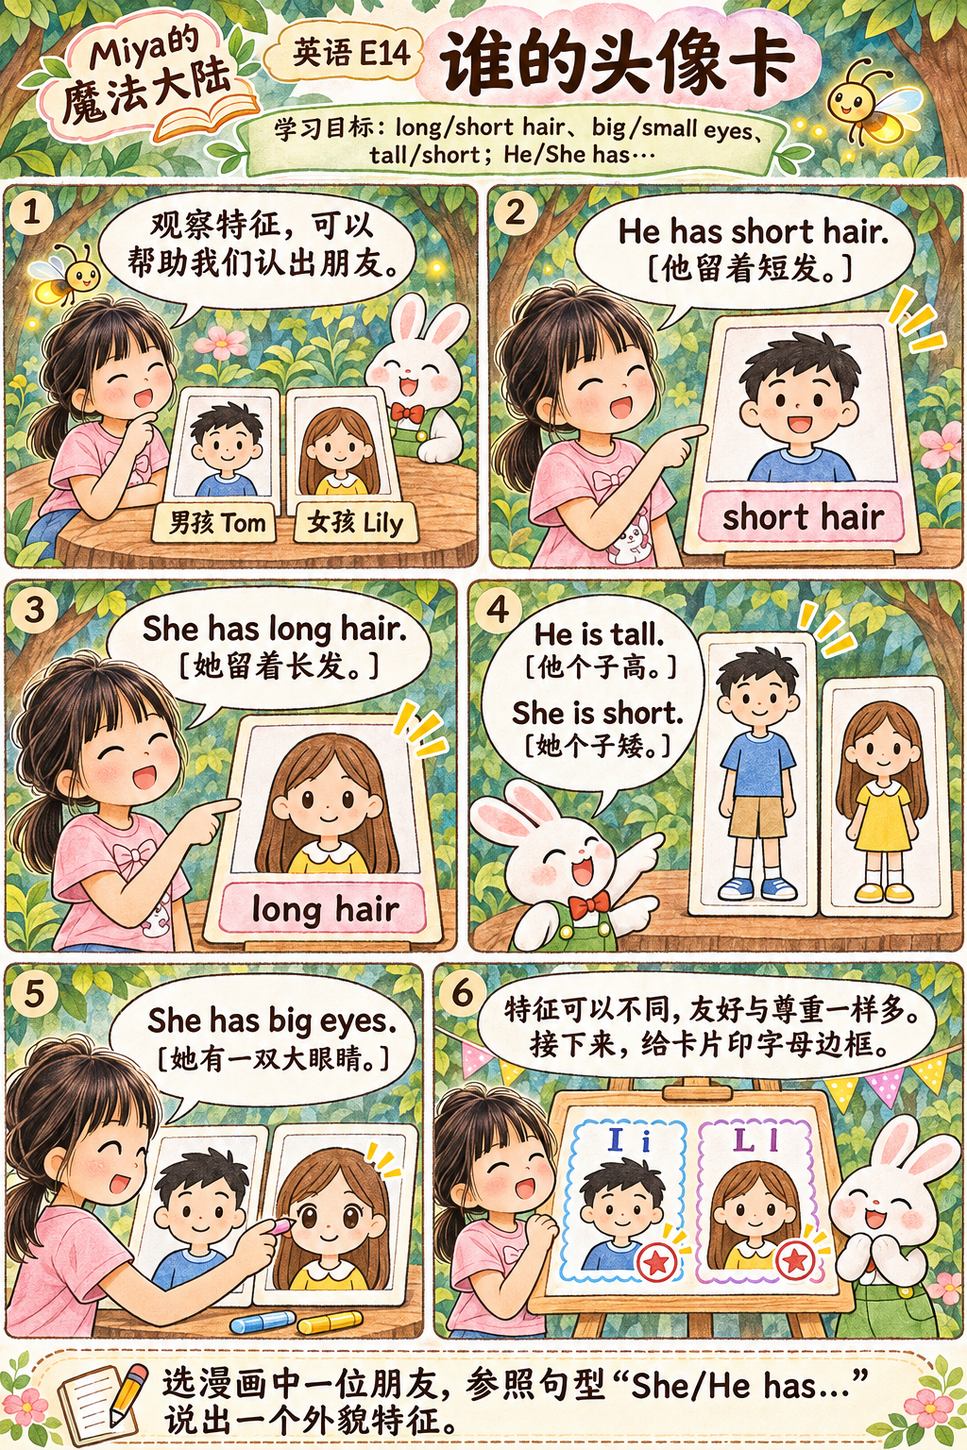 Miya的
魔法大陆
英语 E14
谁的头像卡
学习目标：long/short hair、big/small eyes、
tall/short；He/She has…
1
观察特征，可以
帮助我们认出朋友。
男孩 Tom
女孩 Lily
2
He has short hair.
［他留着短发。］
short hair
3
She has long hair.
［她留着长发。］
long hair
4
He is tall.
［他个子高。］
She is short.
［她个子矮。］
5
She has big eyes.
［她有一双大眼睛。］
6
特征可以不同，友好与尊重一样多。
接下来，给卡片印字母边框。
I i
L l
选漫画中一位朋友，参照句型“She/He has…”
说出一个外貌特征。